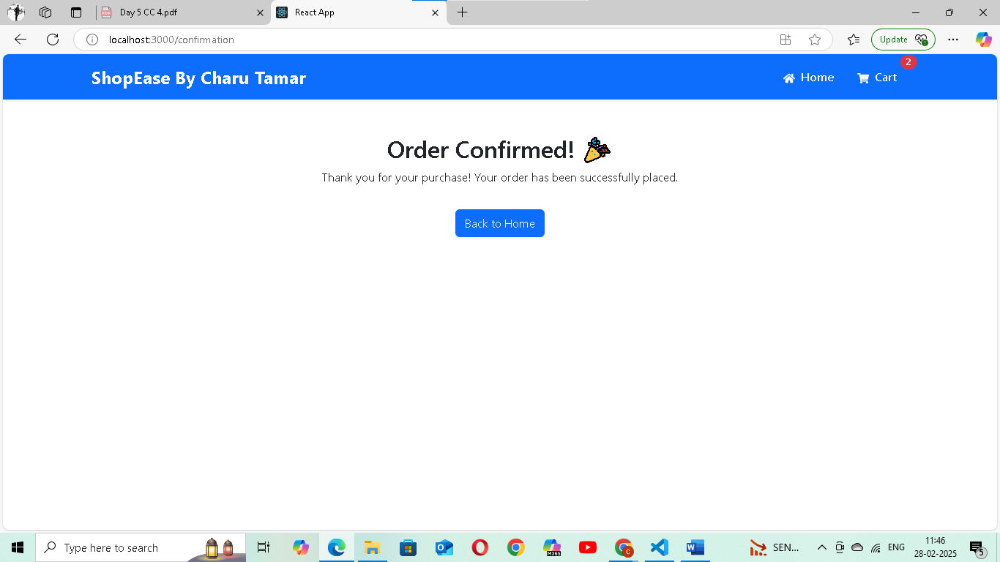 Day 5 CC 4.pdf
React App
localhost:3000/confirmation
Update
ShopEase By Charu Tamar
Home
Cart
2
Order Confirmed! 🎉
Thank you for your purchase! Your order has been successfully placed.
Back to Home
Type here to search
M365
C
SEN...
ENG
11:46
28-02-2025
5